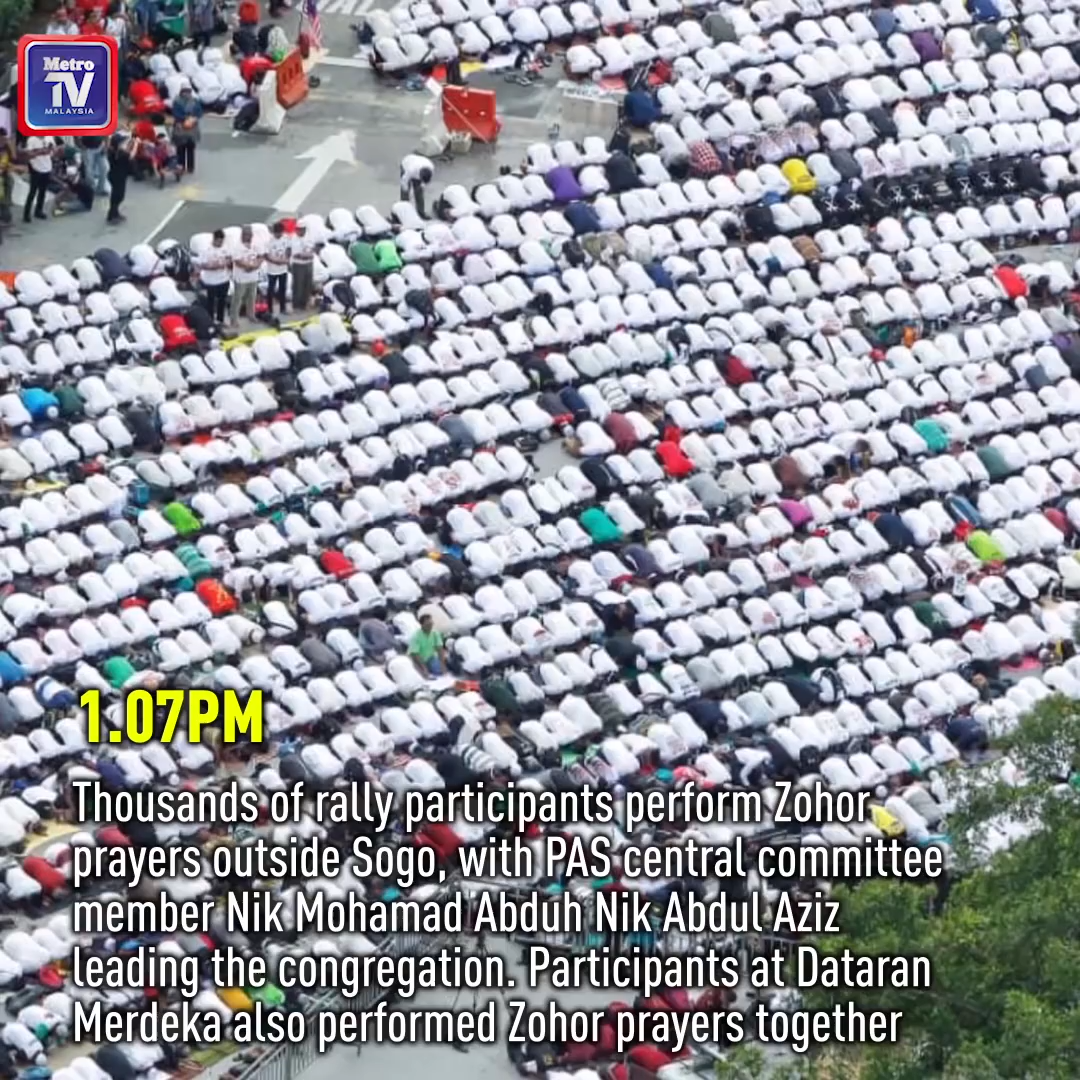 Metro
TV
MALAYSIA
1.07PM
Thousands of rally participants perform Zohor
prayers outside Sogo, with PAS central committee
member Nik Mohamad Abduh Nik Abdul Aziz
leading the congregation. Participants at Dataran
Merdeka also performed Zohor prayers together